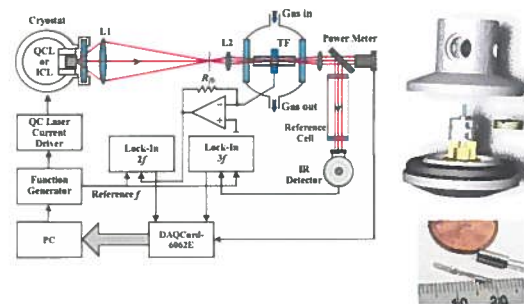 Gas in
Cryostat
L1
L2
TF
Power Meter
QCL
or
ICL
Rfb
−
+
Gas out
Reference
Cell
QC Laser
Current
Driver
Lock-In
2f
Lock-In
3f
IR
Detector
Function
Generator
Reference f
PC
DAQCard-
6062E
10 20